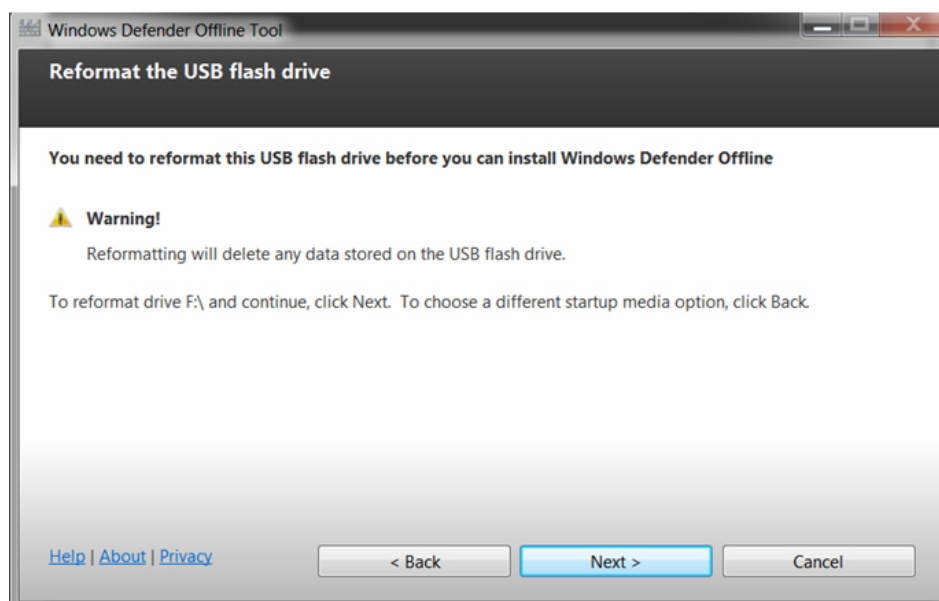 Windows Defender Offline Tool
Reformat the USB flash drive
You need to reformat this USB flash drive before you can install Windows Defender Offline
Warning!
Reformatting will delete any data stored on the USB flash drive.
To reformat drive F:\ and continue, click Next.  To choose a different startup media option, click Back.
Help | About | Privacy < Back Next > Cancel